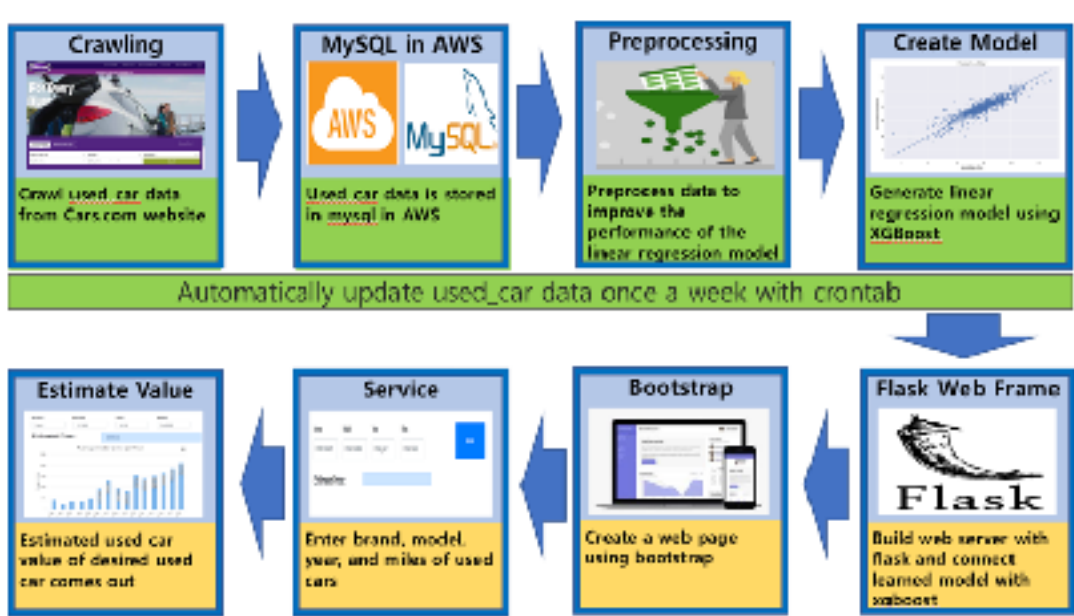 Crawling
MySQL in AWS
Preprocessing
Create Model
AWS
MySQL
Crawl used_car data
from Cars.com website
Used car data is stored
in mysql in AWS
Preprocess data to
improve the
performance of the
linear regression model
Generate linear
regression model using
XGBoost
Automatically update used_car data once a week with crontab
Estimate Value
Service
Bootstrap
Flask Web Frame
Flask
Estimated used car
value of desired used
car comes out
Enter brand, model,
year, and miles of used
cars
Create a web page
using bootstrap
Build web server with
flask and connect
learned model with
xgboost